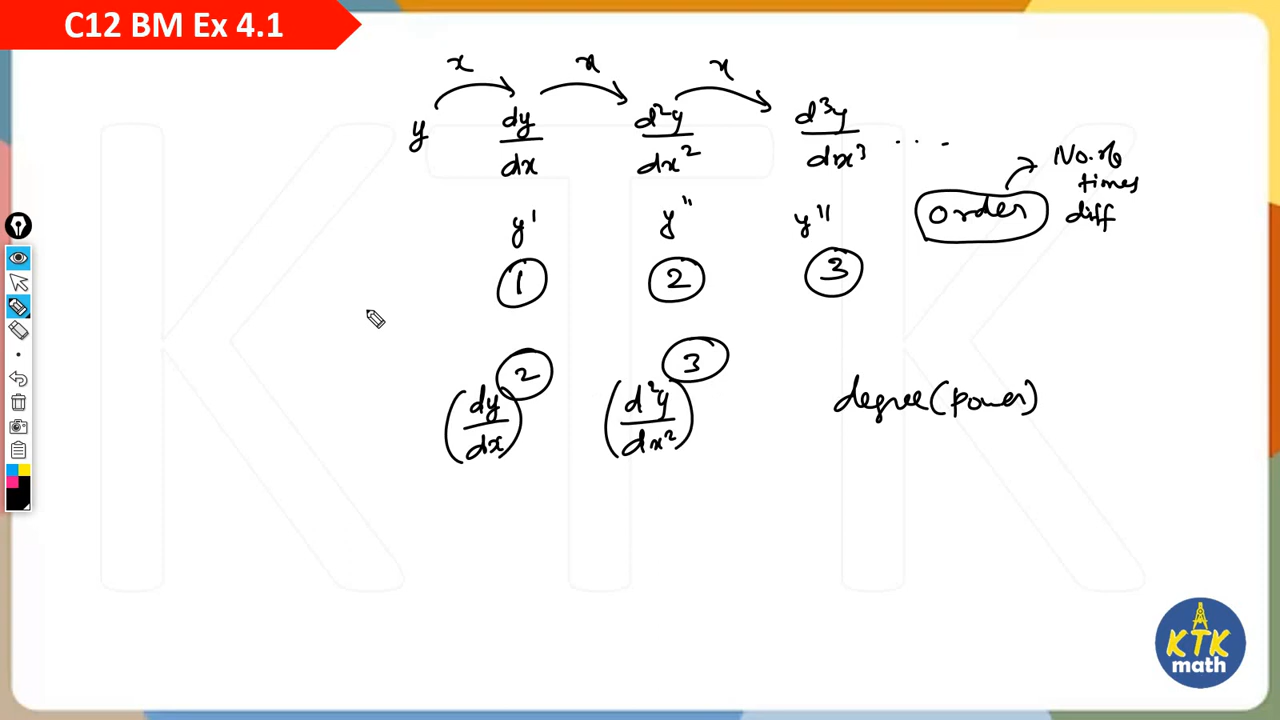 C12 BM Ex 4.1
x x x
y dy/dx d²y/dx² d³y/dx³ ...
No. of
times
diff
order
y' y'' y''
1 2 3
(dy/dx)² (d²y/dx²)³
degree (power)
KTK
math